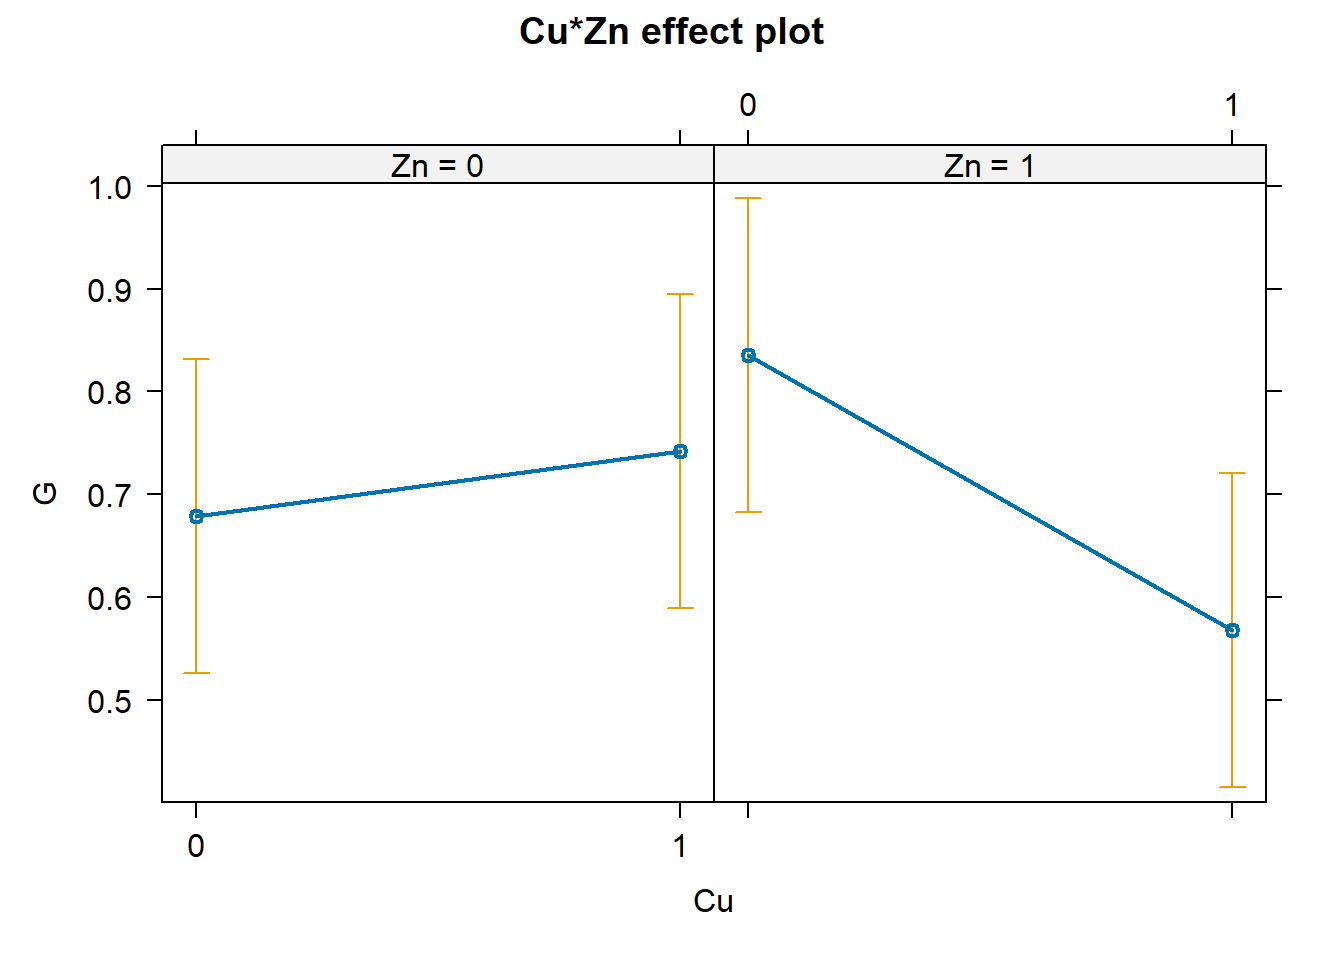 Cu*Zn effect plot
0 1
Zn = 0 Zn = 1
1.0
0.9
0.8
0.7
0.6
0.5
G
0 1
Cu